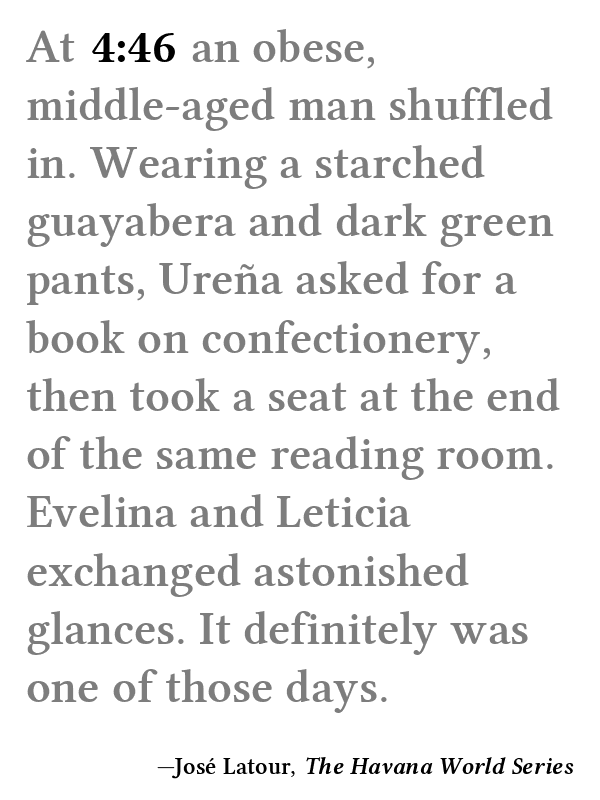 At 4:46 an obese,
middle-aged man shuffled
in. Wearing a starched
guayabera and dark green
pants, Ureña asked for a
book on confectionery,
then took a seat at the end
of the same reading room.
Evelina and Leticia
exchanged astonished
glances. It definitely was
one of those days.
—José Latour, The Havana World Series